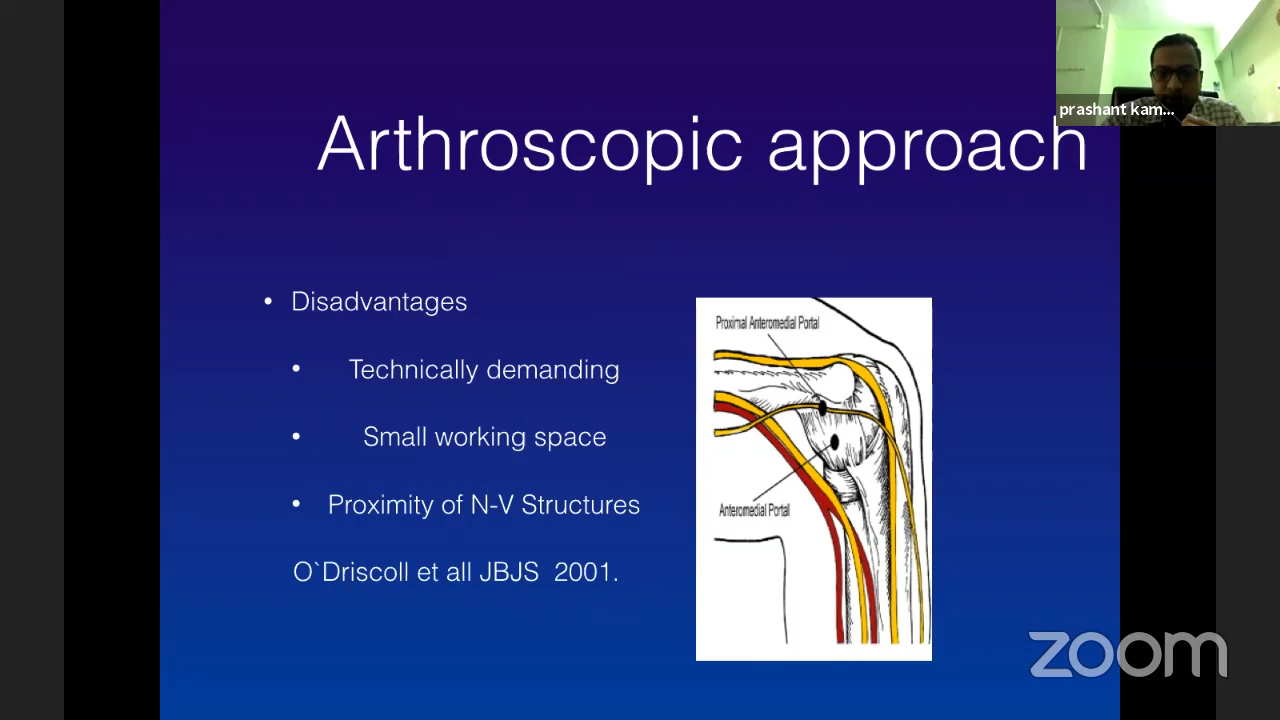 prashant kam...
Arthroscopic approach
• Disadvantages
• Technically demanding
• Small working space
• Proximity of N-V Structures
O`Driscoll et all JBJS 2001.
Proximal Anteromedial Portal
Anteromedial Portal
zoom